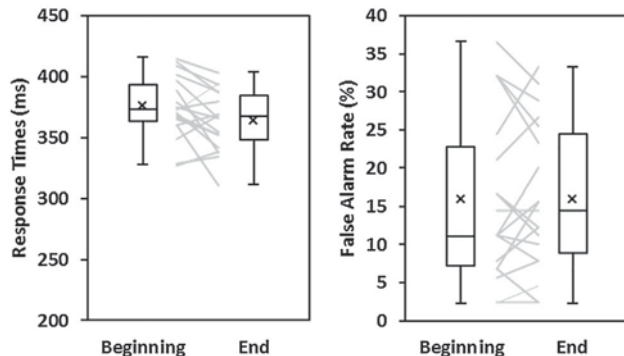 Response Times (ms)
450
400
350
300
250
200
Beginning
End
False Alarm Rate (%)
40
35
30
25
20
15
10
5
0
Beginning
End